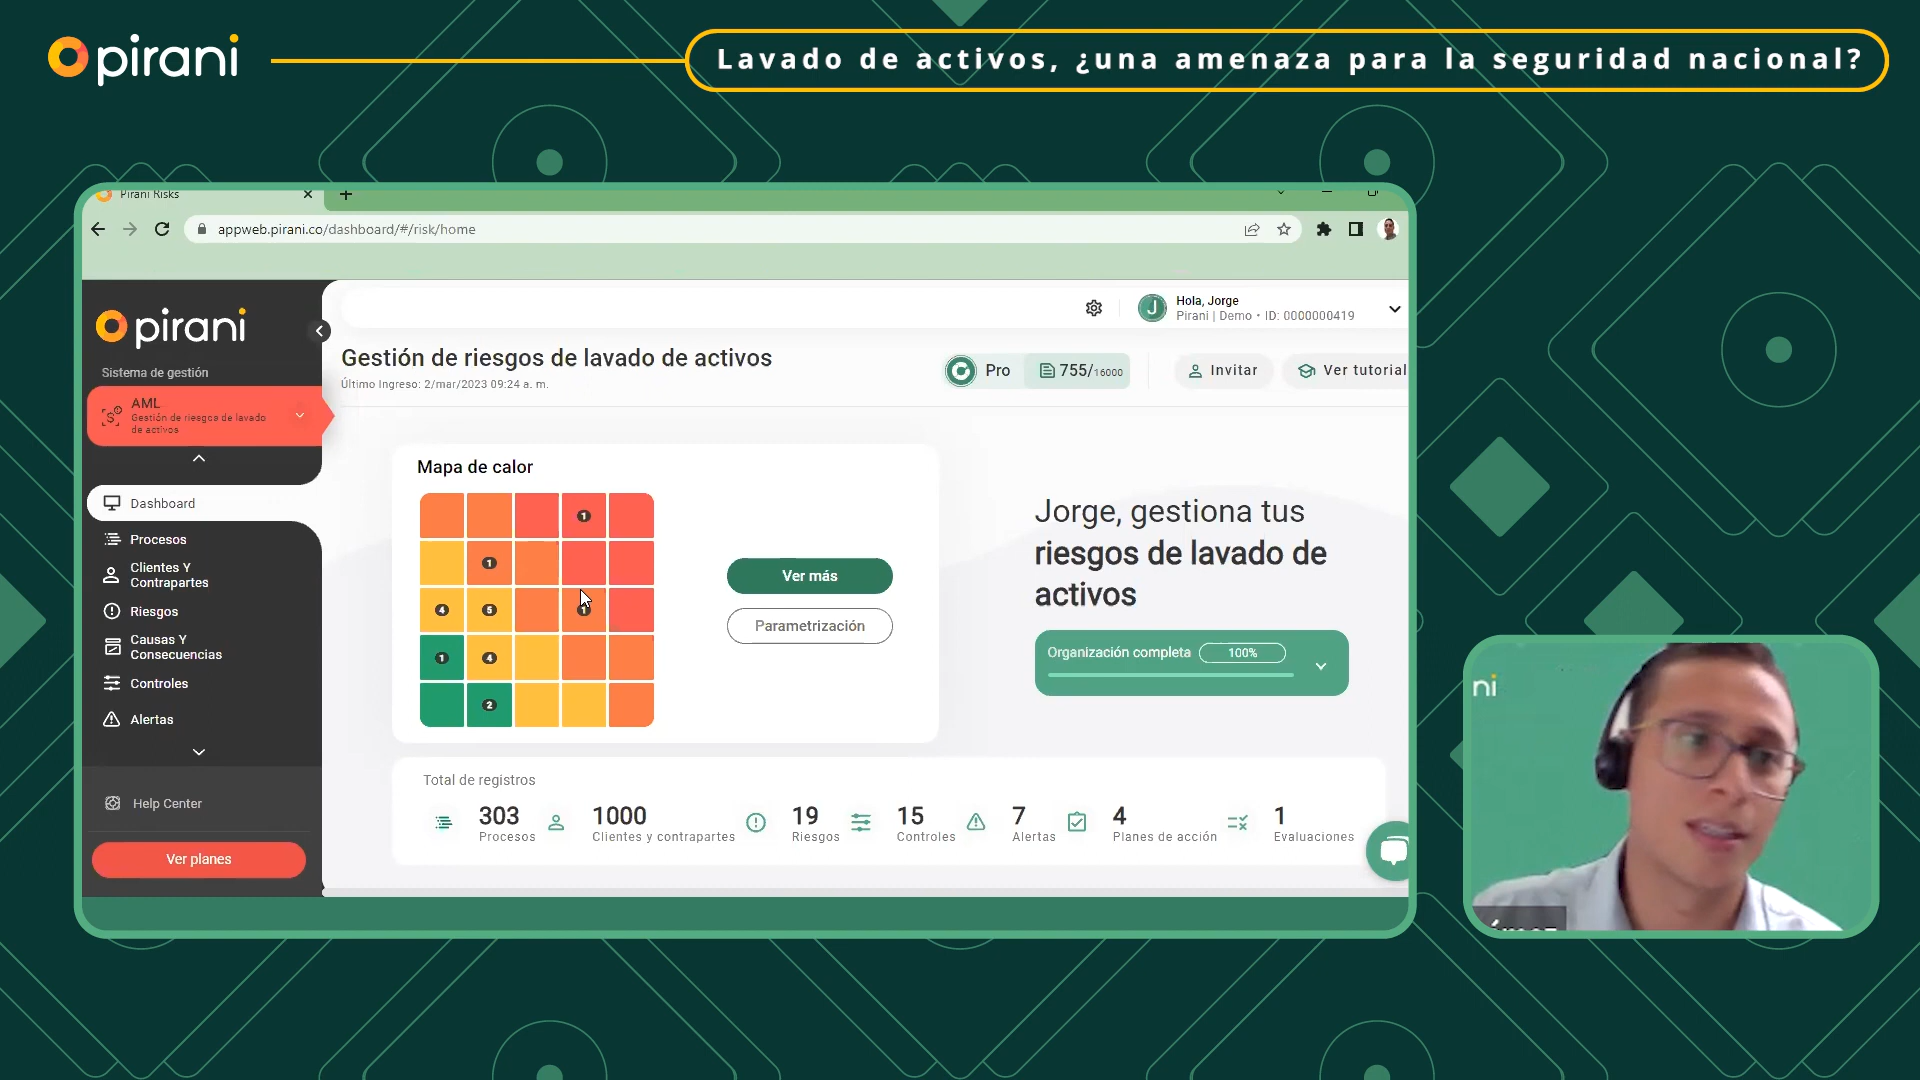 pirani
Lavado de activos, ¿una amenaza para la seguridad nacional?
Pirani Risks
appweb.pirani.co/dashboard/#/risk/home
pirani
Sistema de gestión
AML
Gestión de riesgos de lavado
de activos
Dashboard
Procesos
Clientes Y
Contrapartes
Riesgos
Causas Y
Consecuencias
Controles
Alertas
Help Center
Ver planes
J
Hola, Jorge
Pirani | Demo • ID: 0000000419
Gestión de riesgos de lavado de activos
Último Ingreso: 2/mar/2023 09:24 a. m.
Pro
755/16000
Invitar
Ver tutorial
Mapa de calor
1
1
4
5
1
1
4
2
Ver más
Parametrización
Jorge, gestiona tus
riesgos de lavado de
activos
Organización completa
100%
Total de registros
303
Procesos
1000
Clientes y contrapartes
19
Riesgos
15
Controles
7
Alertas
4
Planes de acción
1
Evaluaciones
ni